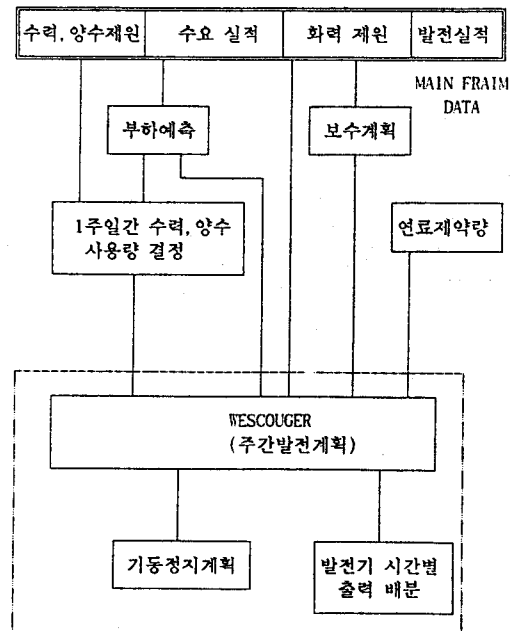 수력, 양수제원 수요 실적 화력 제원 발전실적
MAIN FRAIM
DATA
부하예측 보수계획
1주일간 수력, 양수
사용량 결정
연료제약량
WESCOUGER
(주간발전계획)
기동정지계획
발전기 시간별
출력 배분